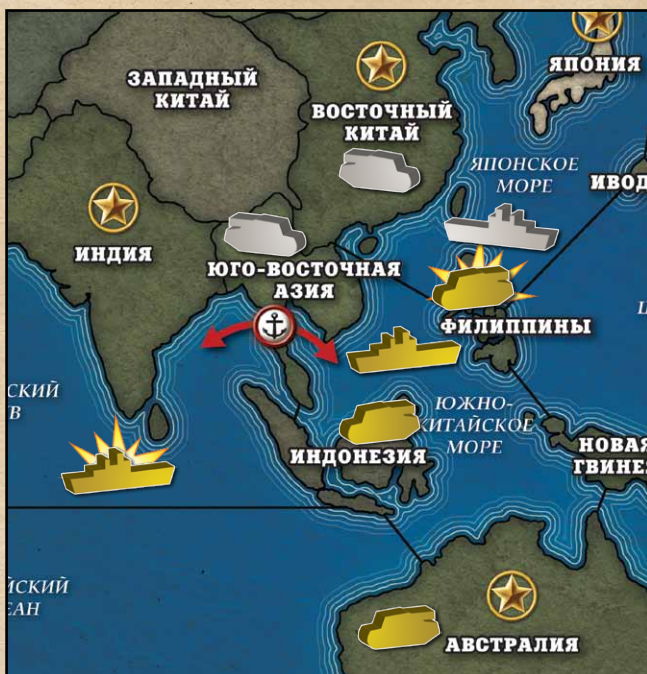 ЗАПАДНЫЙ
КИТАЙ
ВОСТОЧНЫЙ
КИТАЙ
ЯПОНИЯ
ЯПОНСКОЕ
МОРЕ
ИНДИЯ
ЮГО-ВОСТОЧНАЯ
АЗИЯ
ФИЛИППИНЫ
ЮЖНО-
КИТАЙСКОЕ
МОРЕ
ИНДОНЕЗИЯ
НОВАЯ
АВСТРАЛИЯ